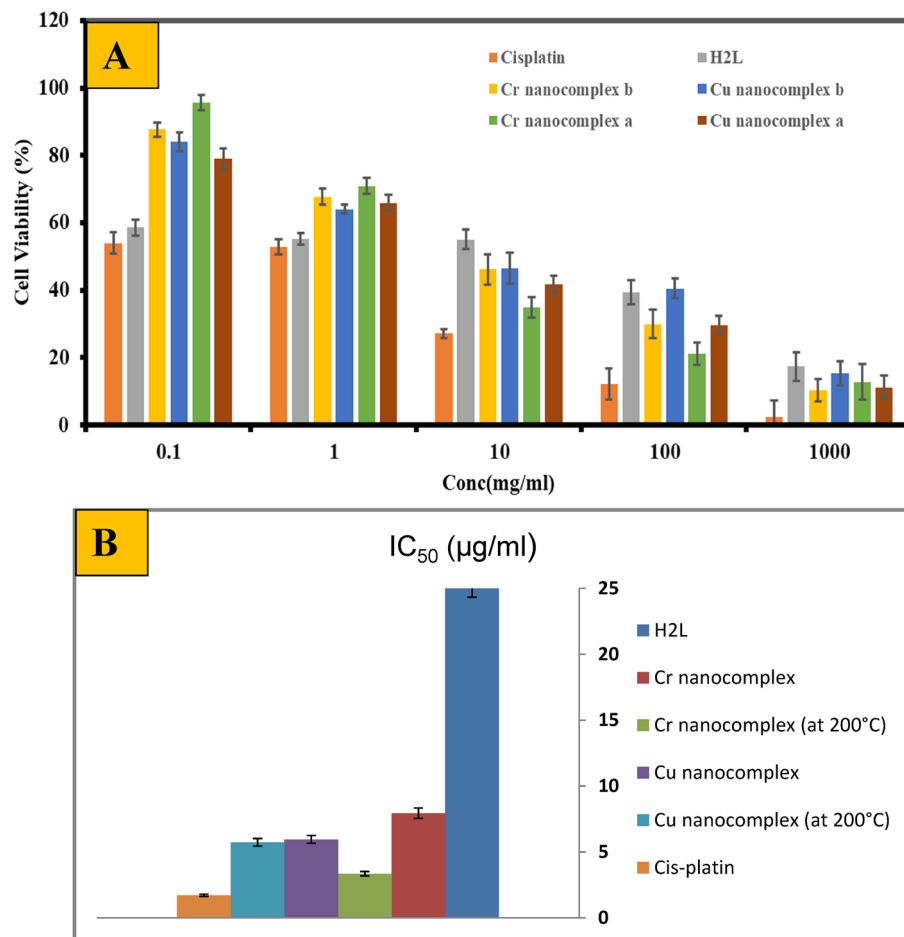 A
120
100
80
60
40
20
0
Cell Viability (%)
Cisplatin
H2L
Cr nanocomplex b
Cu nanocomplex b
Cr nanocomplex a
Cu nanocomplex a
0.1 1 10 100 1000
Conc(mg/ml)
B
IC50 (µg/ml)
25
20
15
10
5
0
H2L
Cr nanocomplex
Cr nanocomplex (at 200°C)
Cu nanocomplex
Cu nanocomplex (at 200°C)
Cis-platin